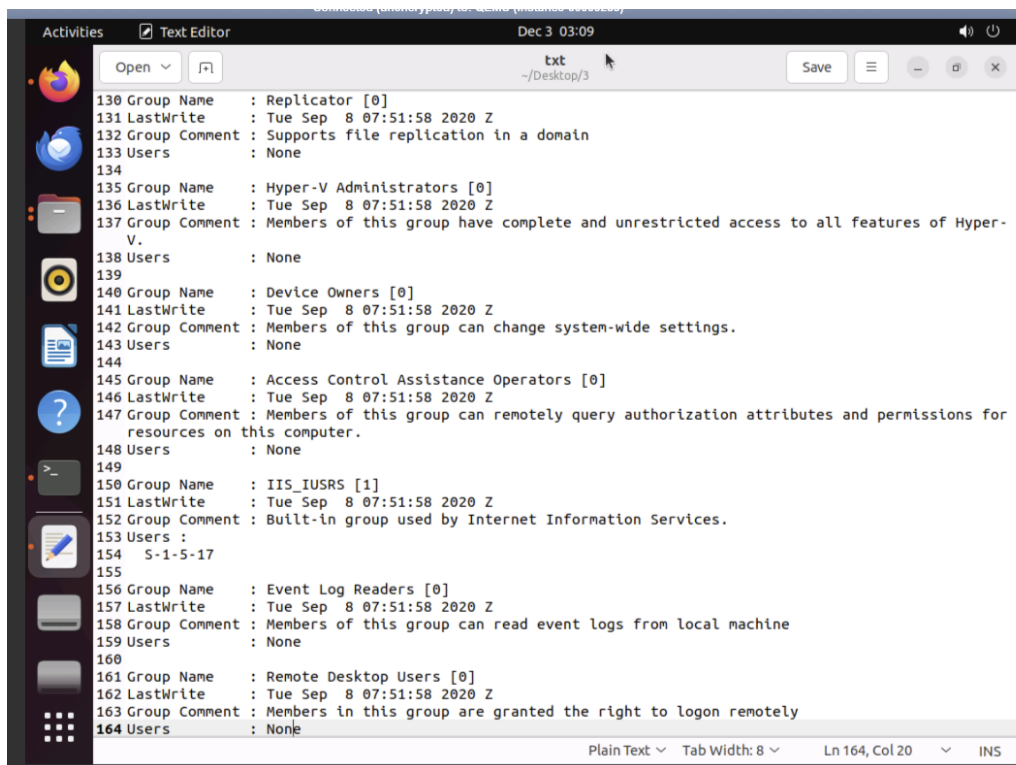 Activities Text Editor Dec 3 03:09
Open txt Save
~/Desktop/3
130 Group Name : Replicator [0]
131 LastWrite : Tue Sep 8 07:51:58 2020 Z
132 Group Comment : Supports file replication in a domain
133 Users : None
134
135 Group Name : Hyper-V Administrators [0]
136 LastWrite : Tue Sep 8 07:51:58 2020 Z
137 Group Comment : Members of this group have complete and unrestricted access to all features of Hyper-
V.
138 Users : None
139
140 Group Name : Device Owners [0]
141 LastWrite : Tue Sep 8 07:51:58 2020 Z
142 Group Comment : Members of this group can change system-wide settings.
143 Users : None
144
145 Group Name : Access Control Assistance Operators [0]
146 LastWrite : Tue Sep 8 07:51:58 2020 Z
147 Group Comment : Members of this group can remotely query authorization attributes and permissions for
resources on this computer.
148 Users : None
149
150 Group Name : IIS_IUSRS [1]
151 LastWrite : Tue Sep 8 07:51:58 2020 Z
152 Group Comment : Built-in group used by Internet Information Services.
153 Users :
154 S-1-5-17
155
156 Group Name : Event Log Readers [0]
157 LastWrite : Tue Sep 8 07:51:58 2020 Z
158 Group Comment : Members of this group can read event logs from local machine
159 Users : None
160
161 Group Name : Remote Desktop Users [0]
162 LastWrite : Tue Sep 8 07:51:58 2020 Z
163 Group Comment : Members in this group are granted the right to logon remotely
164 Users : None
Plain Text Tab Width: 8 Ln 164, Col 20 INS